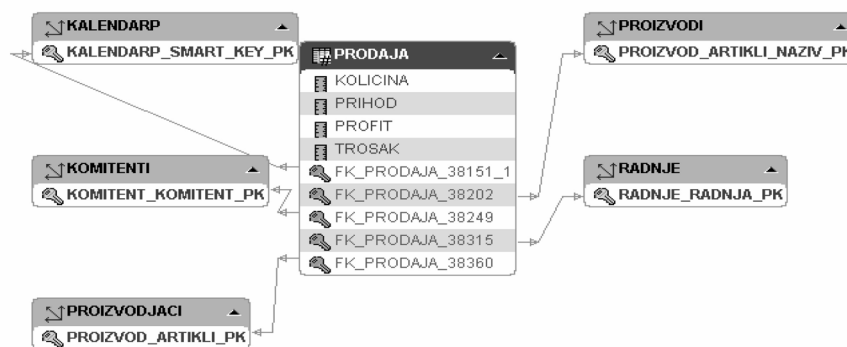 KALENDARP
KALENDARP_SMART_KEY_PK
PRODAJA
KOLICINA
PRIHOD
PROFIT
TROSAK
FK_PRODAJA_38151_1
FK_PRODAJA_38202
FK_PRODAJA_38249
FK_PRODAJA_38315
FK_PRODAJA_38360
PROIZVODI
PROIZVOD_ARTIKLI_NAZIV_PK
KOMITENTI
KOMITENT_KOMITENT_PK
RADNJE
RADNJE_RADNJA_PK
PROIZVODJACI
PROIZVOD_ARTIKLI_PK